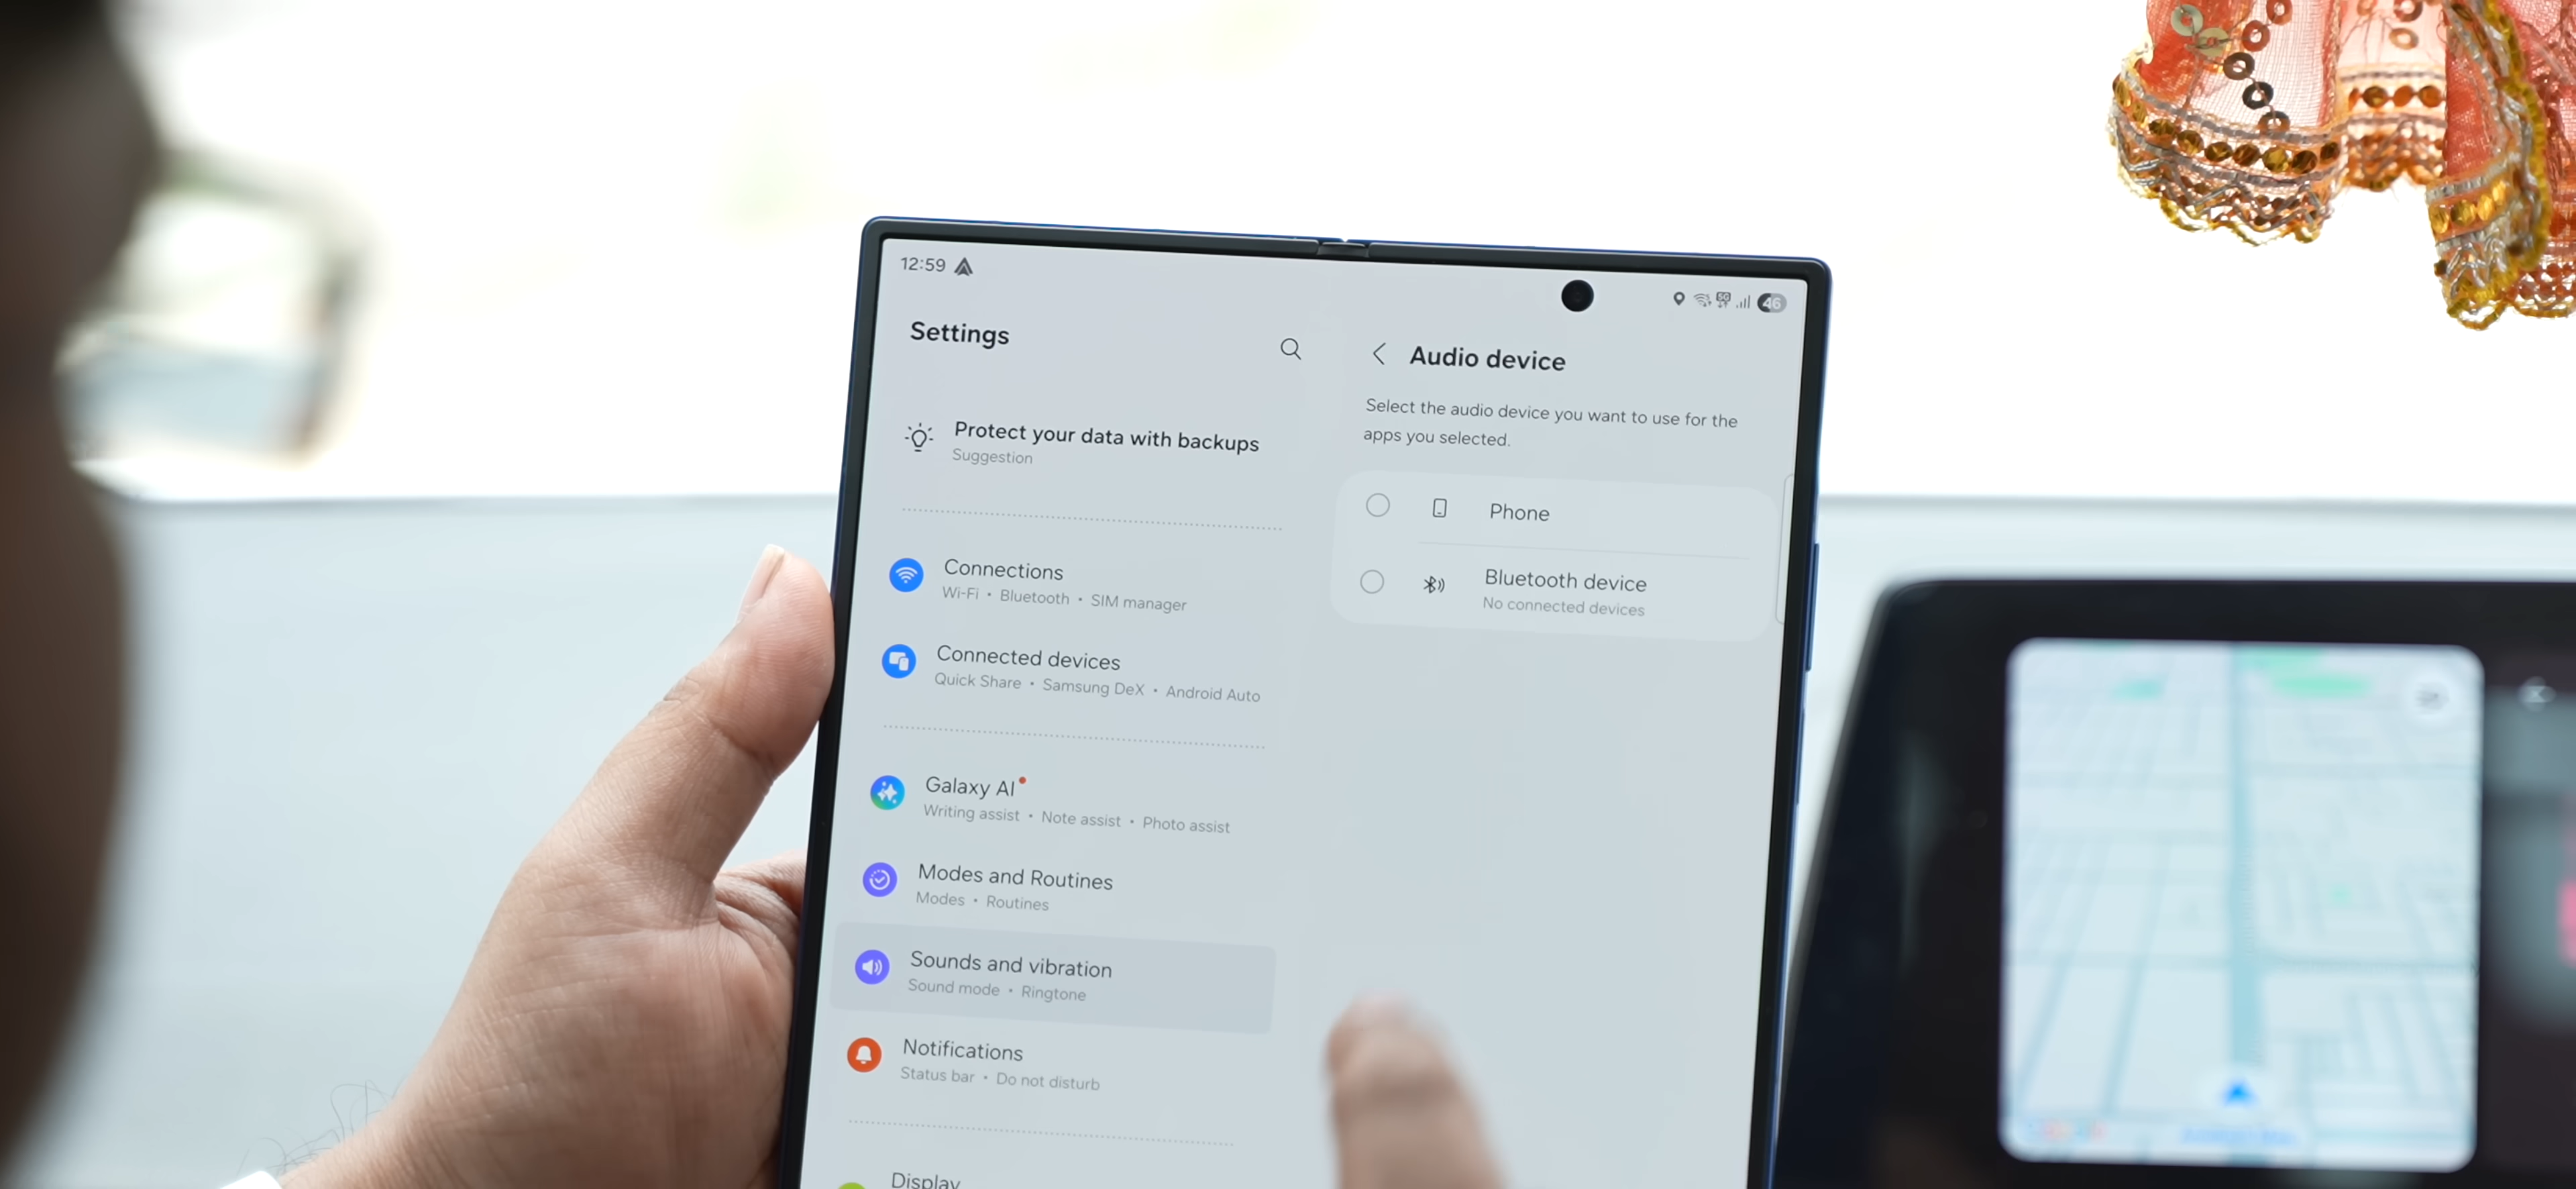 12:59
46
Settings
Protect your data with backups
Suggestion
Connections
Wi-Fi • Bluetooth • SIM manager
Connected devices
Quick Share • Samsung DeX • Android Auto
Galaxy AI
Writing assist • Note assist • Photo assist
Modes and Routines
Modes • Routines
Sounds and vibration
Sound mode • Ringtone
Notifications
Status bar • Do not disturb
Display
Audio device
Select the audio device you want to use for the
apps you selected.
Phone
Bluetooth device
No connected devices